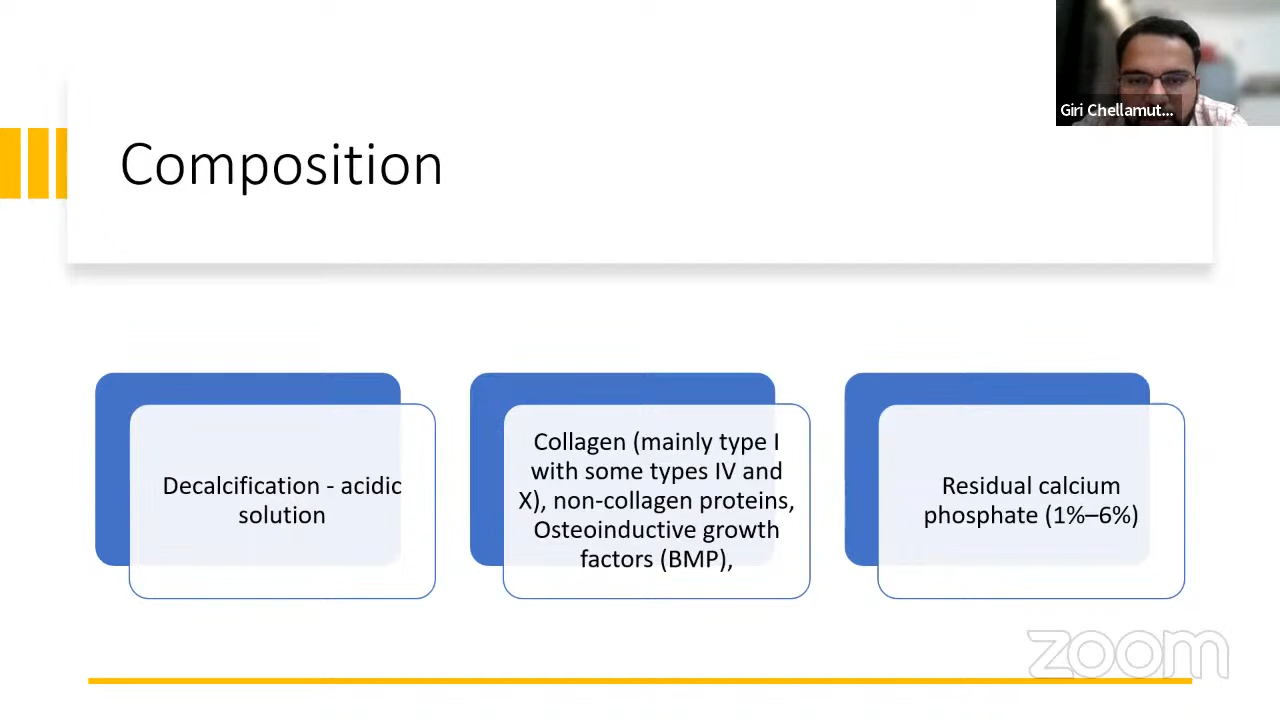 Giri Chellamut...
Composition
Decalcification - acidic
solution
Collagen (mainly type I
with some types IV and
X), non-collagen proteins,
Osteoinductive growth
factors (BMP),
Residual calcium
phosphate (1%–6%)
zoom